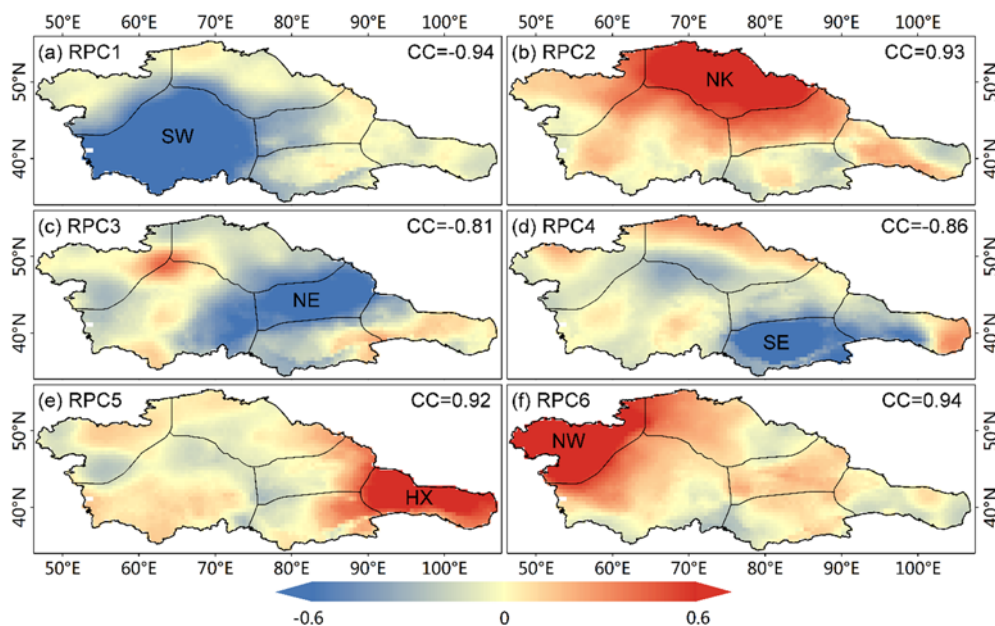 50°E 60°E 70°E 80°E 90°E 100°E 50°E 60°E 70°E 80°E 90°E 100°E
(a) RPC1 CC=-0.94 (b) RPC2 CC=0.93
50°N NK 50°N
SW
40°N 40°N
(c) RPC3 CC=-0.81 (d) RPC4 CC=-0.86
50°N 50°N
NE
40°N SE 40°N
(e) RPC5 CC=0.92 (f) RPC6 CC=0.94
50°N NW 50°N
HX
40°N 40°N
50°E 60°E 70°E 80°E 90°E 100°E 50°E 60°E 70°E 80°E 90°E 100°E
-0.6 0 0.6